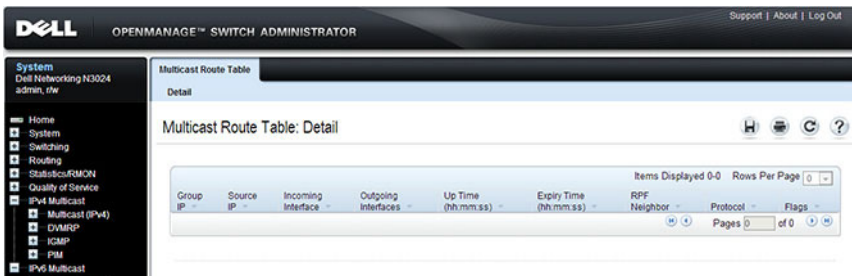 Support | About | Log Out
DELL OPENMANAGE™ SWITCH ADMINISTRATOR
System
Dell Networking N3024
admin, r/w
Home
System
Switching
Routing
Statistics/RMON
Quality of Service
IPv4 Multicast
Multicast (IPv4)
DVMRP
IGMP
PIM
IPv6 Multicast
Multicast Route Table
Detail
Multicast Route Table: Detail
Items Displayed 0-0 Rows Per Page 0
Group IP Source IP Incoming Interface Outgoing Interfaces Up Time (hh:mm:ss) Expiry Time (hh:mm:ss) RPF Neighbor Protocol Flags
Pages 0 of 0